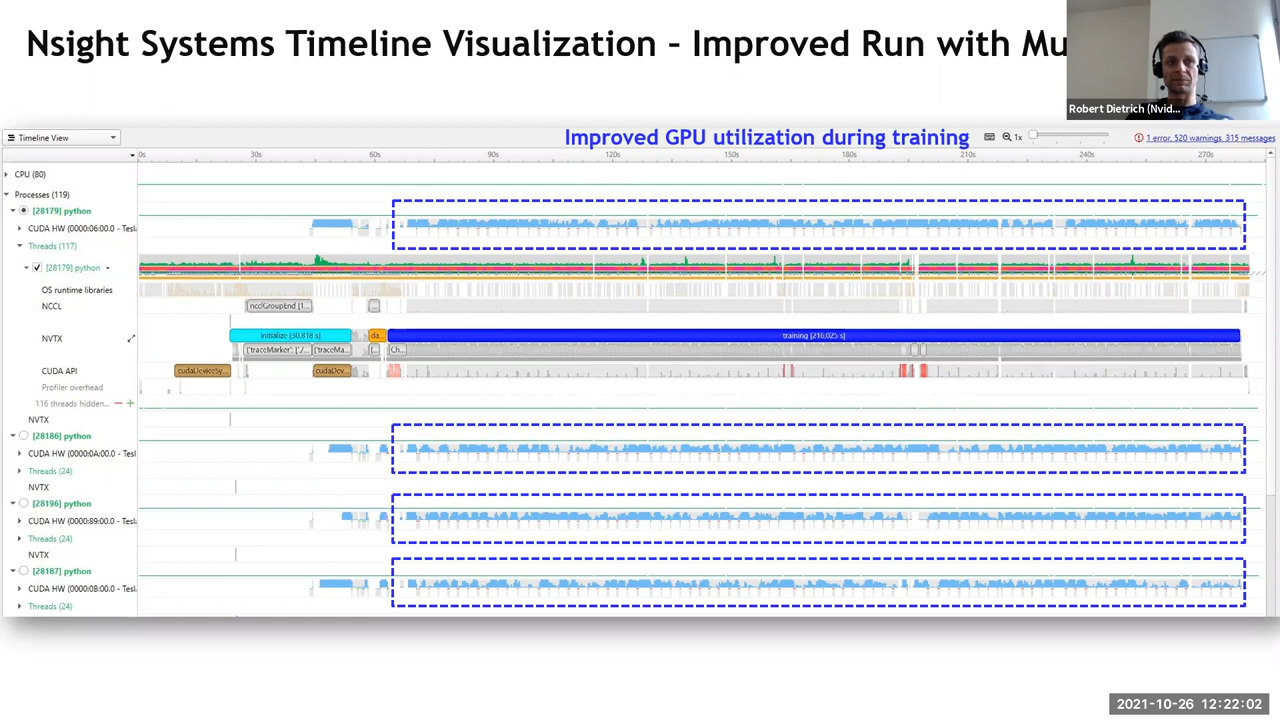 Nsight Systems Timeline Visualization – Improved Run with Mu
Robert Dietrich (Nvid...
Timeline View
Improved GPU utilization during training
1x
1 error, 520 warnings, 315 messages
0s 30s 60s 90s 120s 150s 180s 210s 240s 270s
CPU (80)
Processes (119)
[28179] python
CUDA HW (0000:06:00.0 - Tesl
Threads (117)
[28179] python
OS runtime libraries
NCCL
ncclGroupEnd [1...
...
NVTX
Initialize [30,818 s]
da...
training [216,025 s]
['traceMarker': ['./...
['traceMa...
[...
Ch...
CUDA API
cudaDeviceSy...
cudaDev...
Profiler overhead
116 threads hidden...
NVTX
[28186] python
CUDA HW (0000:0A:00.0 - Tesl
Threads (24)
NVTX
[28196] python
CUDA HW (0000:89:00.0 - Tesl
Threads (24)
NVTX
[28187] python
CUDA HW (0000:0B:00.0 - Tesl
Threads (24)
2021-10-26 12:22:02